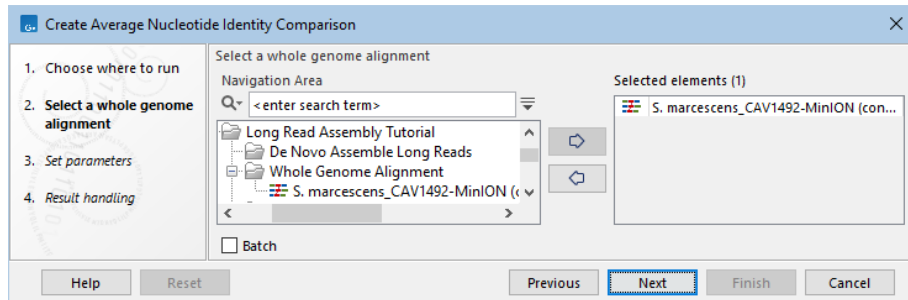 Create Average Nucleotide Identity Comparison
1. Choose where to run
2. Select a whole genome
alignment
3. Set parameters
4. Result handling
Select a whole genome alignment
Navigation Area
<enter search term>
Long Read Assembly Tutorial
De Novo Assemble Long Reads
Whole Genome Alignment
S. marcescens_CAV1492-MinION (c
Batch
Selected elements (1)
S. marcescens_CAV1492-MinION (con...
Help
Reset
Previous
Next
Finish
Cancel